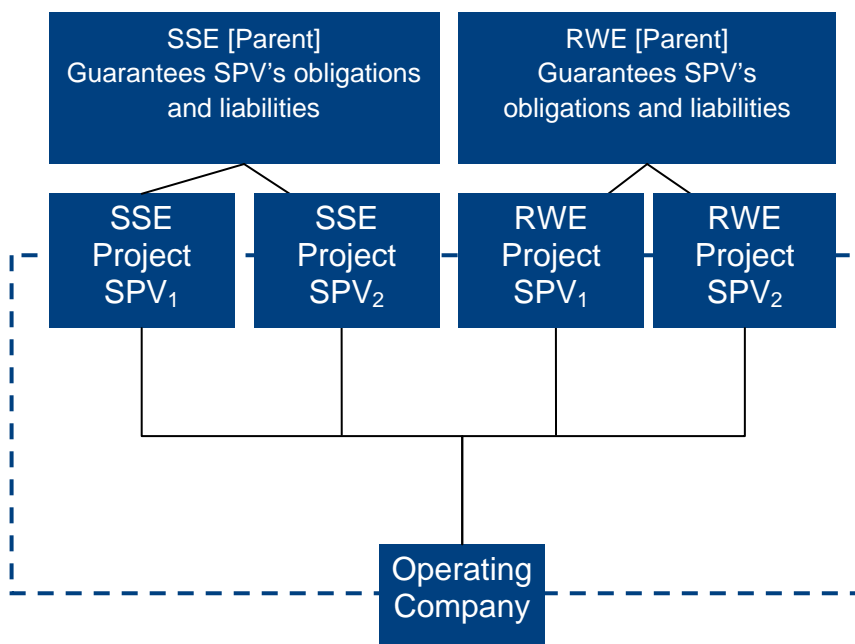 SSE [Parent]
Guarantees SPV's obligations
and liabilities
RWE [Parent]
Guarantees SPV's
obligations and liabilities
SSE
Project
SPV₁
SSE
Project
SPV₂
RWE
Project
SPV₁
RWE
Project
SPV₂
Operating
Company